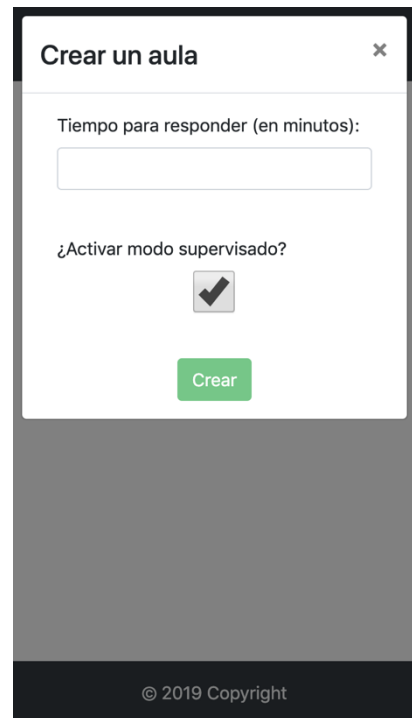 Crear un aula
×
Tiempo para responder (en minutos):
¿Activar modo supervisado?
Crear
© 2019 Copyright